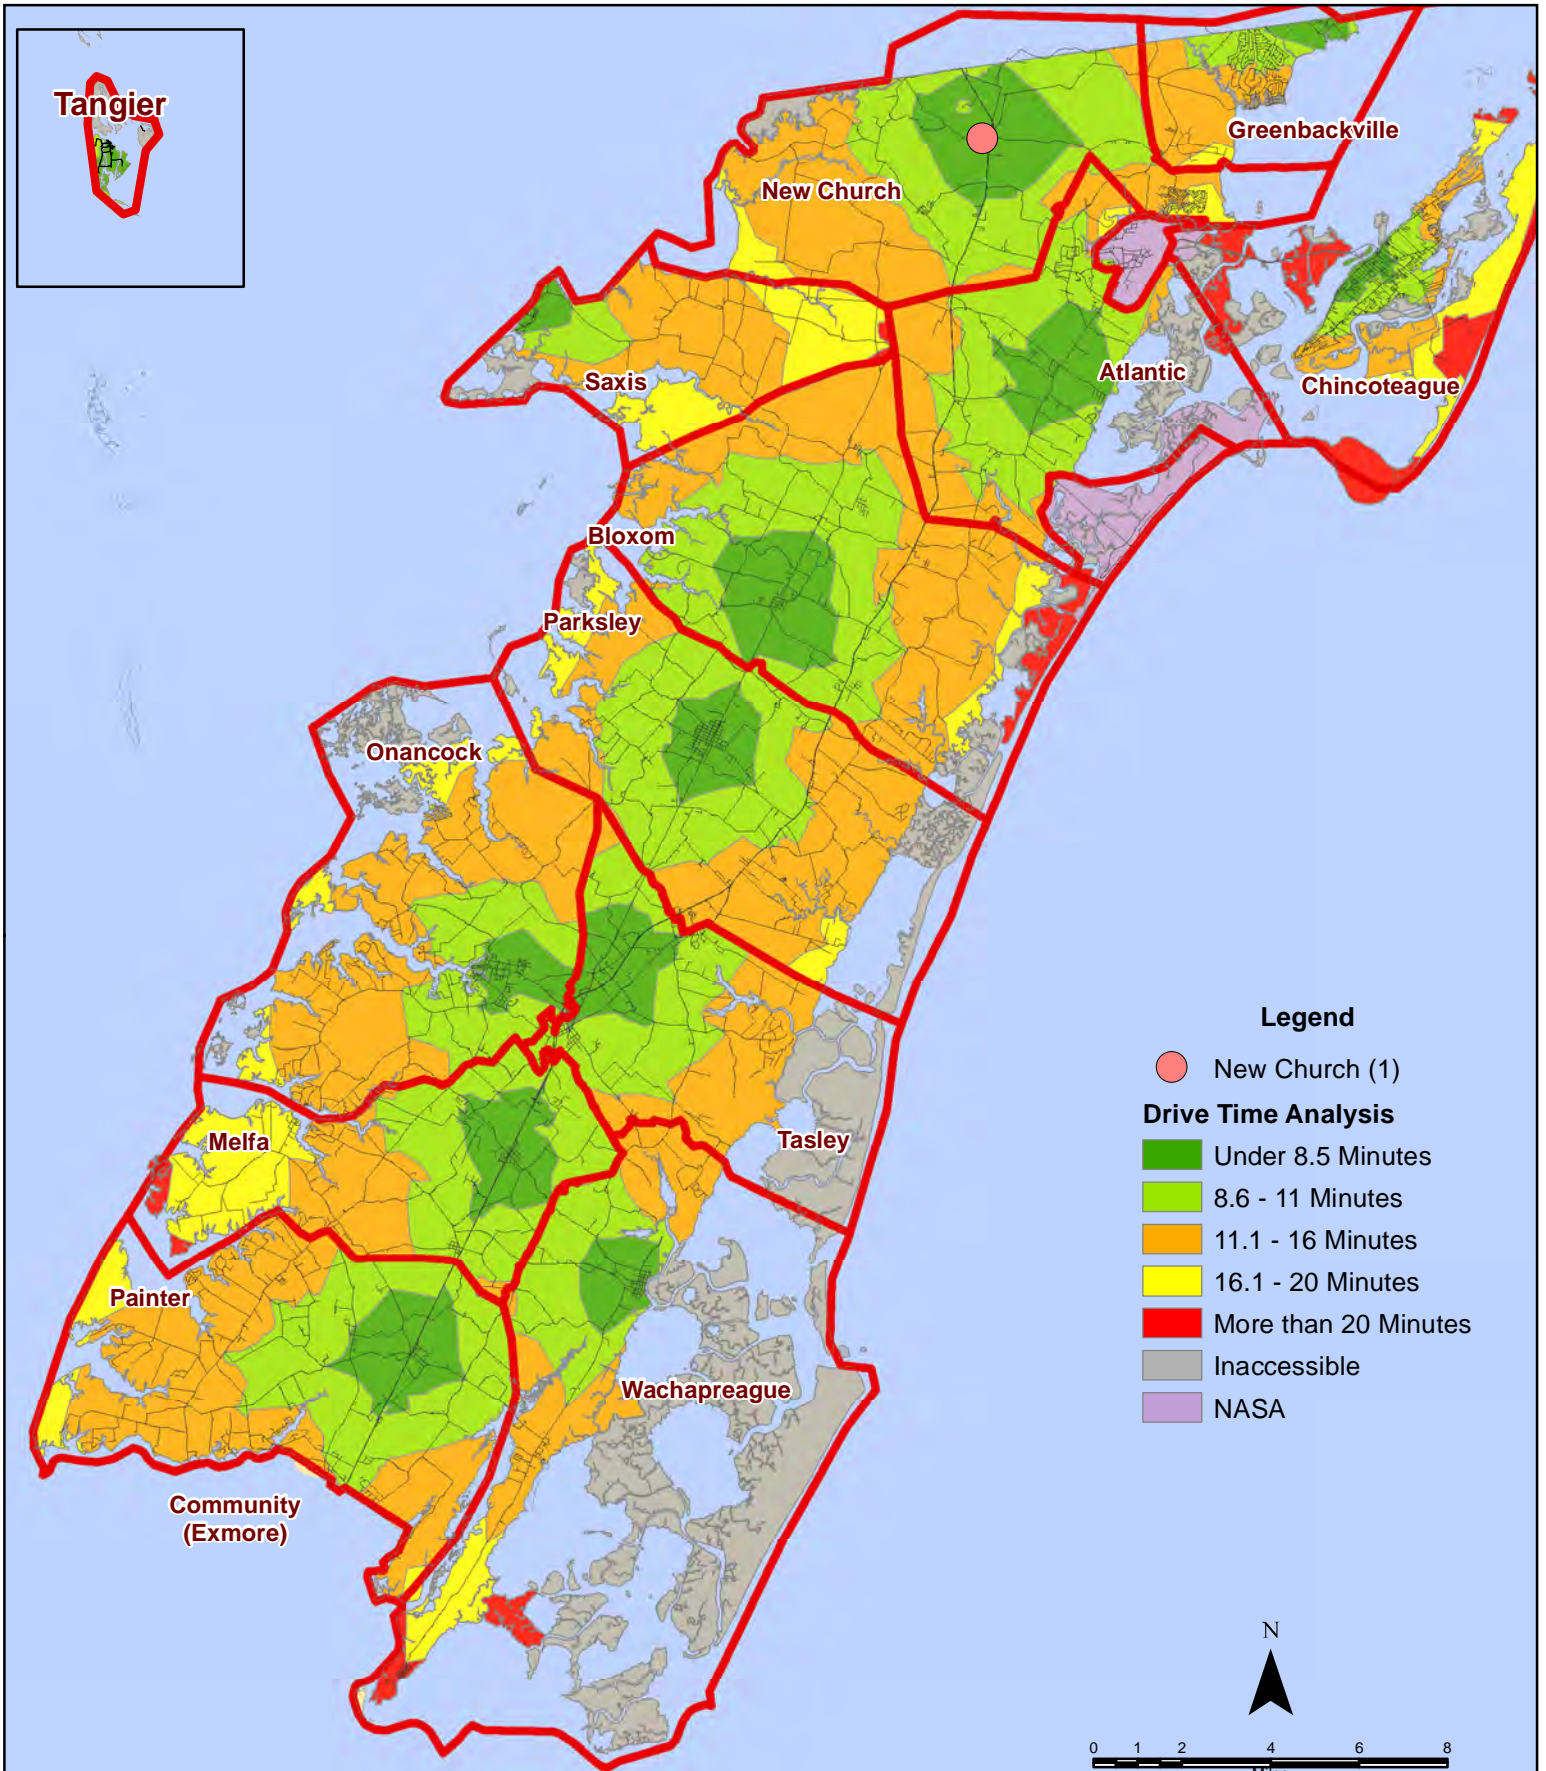 Tangier
Greenbackville
New Church
Atlantic
Saxis
Chincoteague
Bloxom
Parksley
Onancock
Melfa
Tasley
Painter
Wachapreague
Community
(Exmore)
Legend
New Church (1)
Drive Time Analysis
Under 8.5 Minutes
8.6 - 11 Minutes
11.1 - 16 Minutes
16.1 - 20 Minutes
More than 20 Minutes
Inaccessible
NASA
N
0 1 2 4 6 8